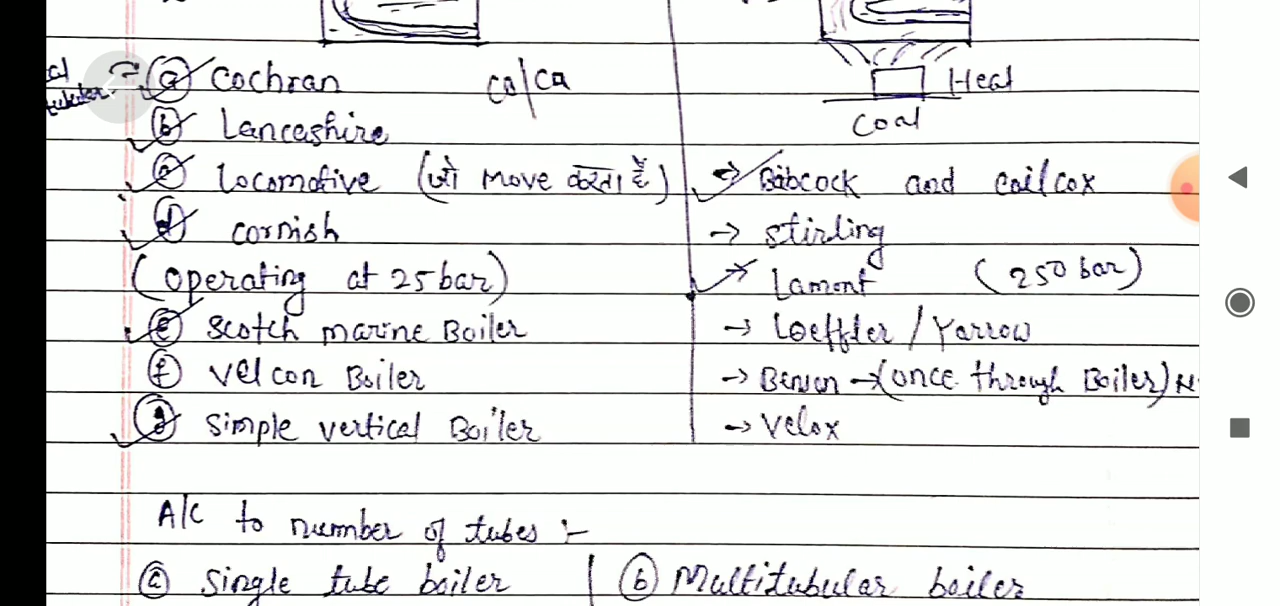 ⓐ Cochran ca/ca
ⓑ Lancashire
ⓒ Locomotive (जो move करता है)
ⓓ cornish
(operating at 25 bar)
ⓔ scotch marine Boiler
ⓕ velcon Boiler
ⓖ simple vertical Boiler
Heat
coal
→ Babcock and coilcox
→ stirling
→ Lamont (250 bar)
→ Loeffler / Yarrow
→ Benson → (once through Boiler)
→ Velox
A/C to number of tubes :-
ⓐ Single tube boiler
ⓑ Multitubular boiler